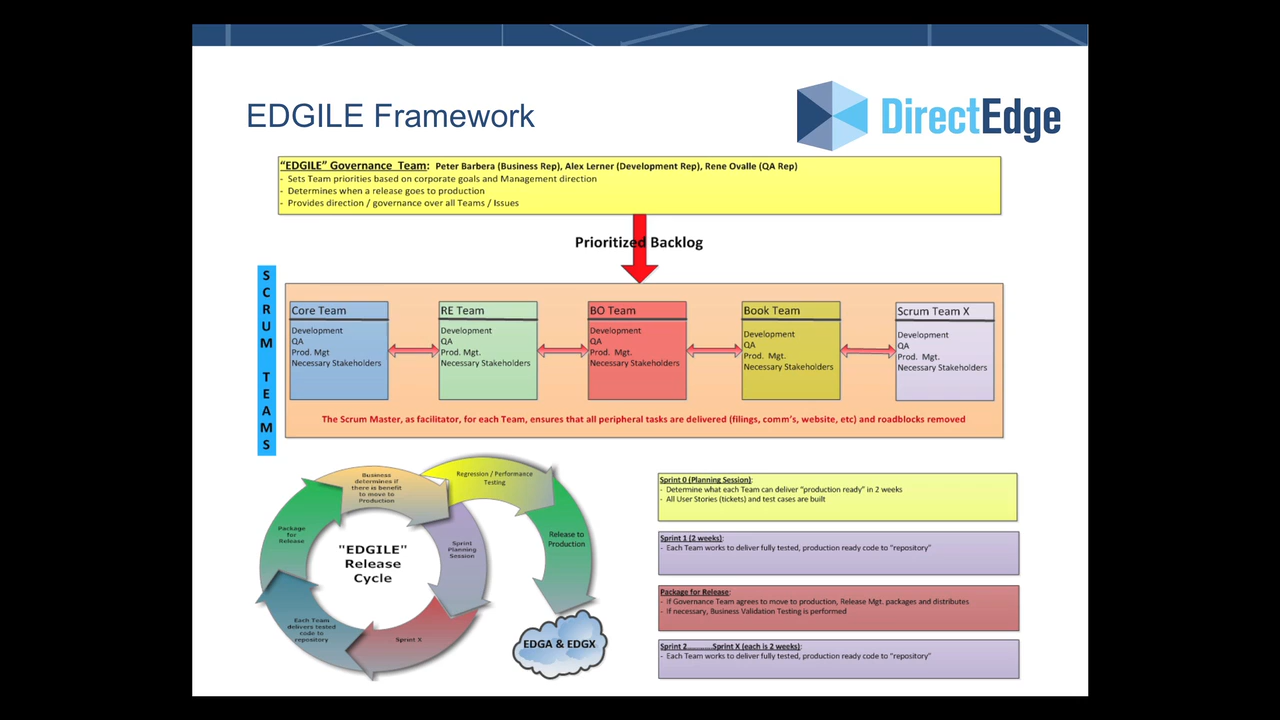 EDGILE Framework
DirectEdge
“EDGILE” Governance Team: Peter Barbera (Business Rep), Alex Lerner (Development Rep), Rene Ovalle (QA Rep)
- Sets Team priorities based on corporate goals and Management direction
- Determines when a release goes to production
- Provides direction / governance over all Teams / Issues
Prioritized Backlog
SCRUM TEAMS
Core Team
Development
QA
Prod. Mgt
Necessary Stakeholders
RE Team
Development
QA
Prod. Mgt.
Necessary Stakeholders
BO Team
Development
QA
Prod. Mgt.
Necessary Stakeholders
Book Team
Development
QA
Prod. Mgt.
Necessary Stakeholders
Scrum Team X
Development
QA
Prod. Mgt.
Necessary Stakeholders
The Scrum Master, as facilitator, for each Team, ensures that all peripheral tasks are delivered (filings, comm’s, website, etc) and roadblocks removed
"EDGILE"
Release
Cycle
Business
determines if
there is benefit
to move to
Production
Regression / Performance
Testing
Release to
Production
EDGA & EDGX
Sprint
Planning
Session
Sprint X
Each Team
delivers tested
code to
repository
Package
for
Release
Sprint 0 (Planning Session):
- Determine what each Team can deliver “production ready” in 2 weeks
- All User Stories (tickets) and test cases are built
Sprint 1 (2 weeks):
- Each Team works to deliver fully tested, production ready code to “repository”
Package for Release:
- If Governance Team agrees to move to production, Release Mgt. packages and distributes
- If necessary, Business Validation Testing is performed
Sprint 2............Sprint X (each is 2 weeks):
- Each Team works to deliver fully tested, production ready code to “repository”